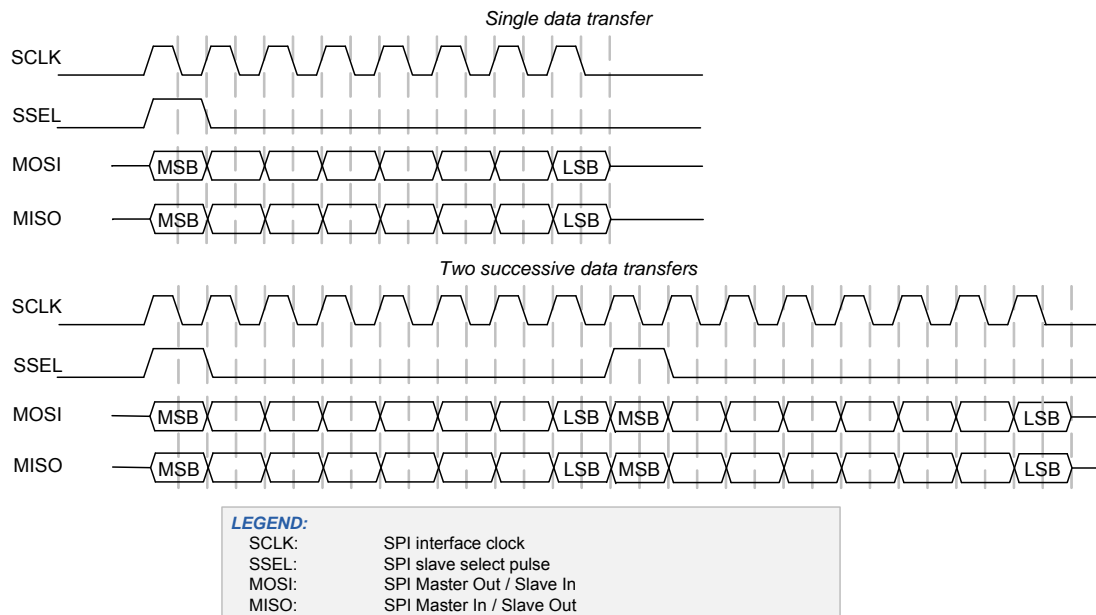 Single data transfer
SCLK
SSEL
MOSI MSB LSB
MISO MSB LSB
Two successive data transfers
SCLK
SSEL
MOSI MSB LSB MSB LSB
MISO MSB LSB MSB LSB
LEGEND:
SCLK: SPI interface clock
SSEL: SPI slave select pulse
MOSI: SPI Master Out / Slave In
MISO: SPI Master In / Slave Out